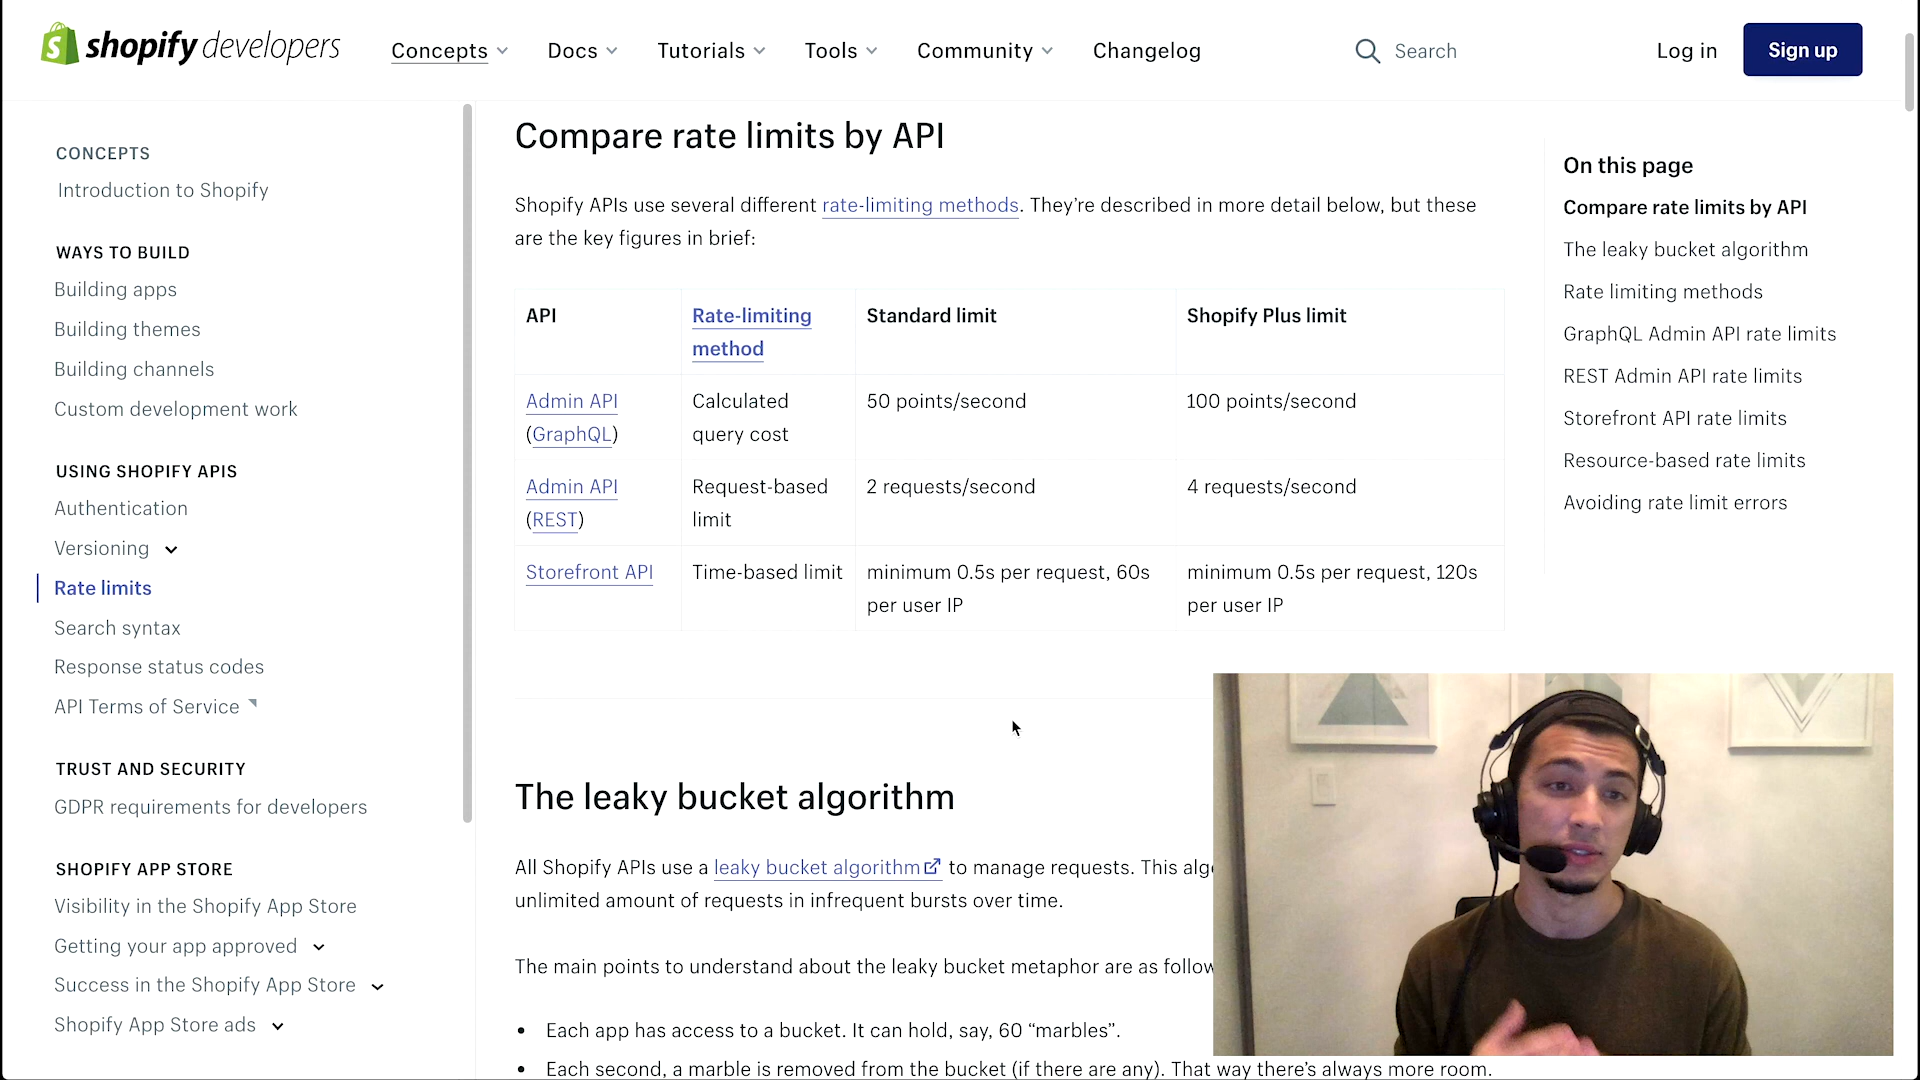 shopify developers
Concepts
Docs
Tutorials
Tools
Community
Changelog
Search
Log in
Sign up
CONCEPTS
Introduction to Shopify
WAYS TO BUILD
Building apps
Building themes
Building channels
Custom development work
USING SHOPIFY APIS
Authentication
Versioning
Rate limits
Search syntax
Response status codes
API Terms of Service
TRUST AND SECURITY
GDPR requirements for developers
SHOPIFY APP STORE
Visibility in the Shopify App Store
Getting your app approved
Success in the Shopify App Store
Shopify App Store ads
Compare rate limits by API
Shopify APIs use several different rate-limiting methods. They’re described in more detail below, but these
are the key figures in brief:
API
Rate-limiting
method
Standard limit
Shopify Plus limit
Admin API
(GraphQL)
Calculated
query cost
50 points/second
100 points/second
Admin API
(REST)
Request-based
limit
2 requests/second
4 requests/second
Storefront API
Time-based limit
minimum 0.5s per request, 60s
per user IP
minimum 0.5s per request, 120s
per user IP
The leaky bucket algorithm
All Shopify APIs use a leaky bucket algorithm to manage requests. This alg
unlimited amount of requests in infrequent bursts over time.
The main points to understand about the leaky bucket metaphor are as follow
• Each app has access to a bucket. It can hold, say, 60 “marbles”.
• Each second, a marble is removed from the bucket (if there are any). That way there’s always more room.
On this page
Compare rate limits by API
The leaky bucket algorithm
Rate limiting methods
GraphQL Admin API rate limits
REST Admin API rate limits
Storefront API rate limits
Resource-based rate limits
Avoiding rate limit errors